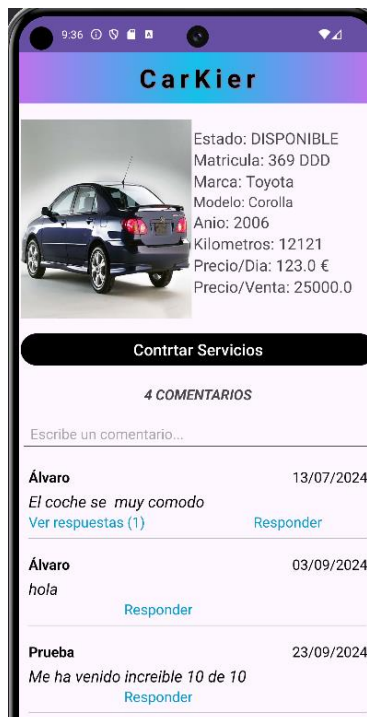 9:36
CarKier
Estado: DISPONIBLE
Matricula: 369 DDD
Marca: Toyota
Modelo: Corolla
Anio: 2006
Kilometros: 12121
Precio/Dia: 123.0 €
Precio/Venta: 25000.0
Contrtar Servicios
4 COMENTARIOS
Escribe un comentario...
Álvaro 13/07/2024
El coche se muy comodo
Ver respuestas (1) Responder
Álvaro 03/09/2024
hola
Responder
Prueba 23/09/2024
Me ha venido increible 10 de 10
Responder